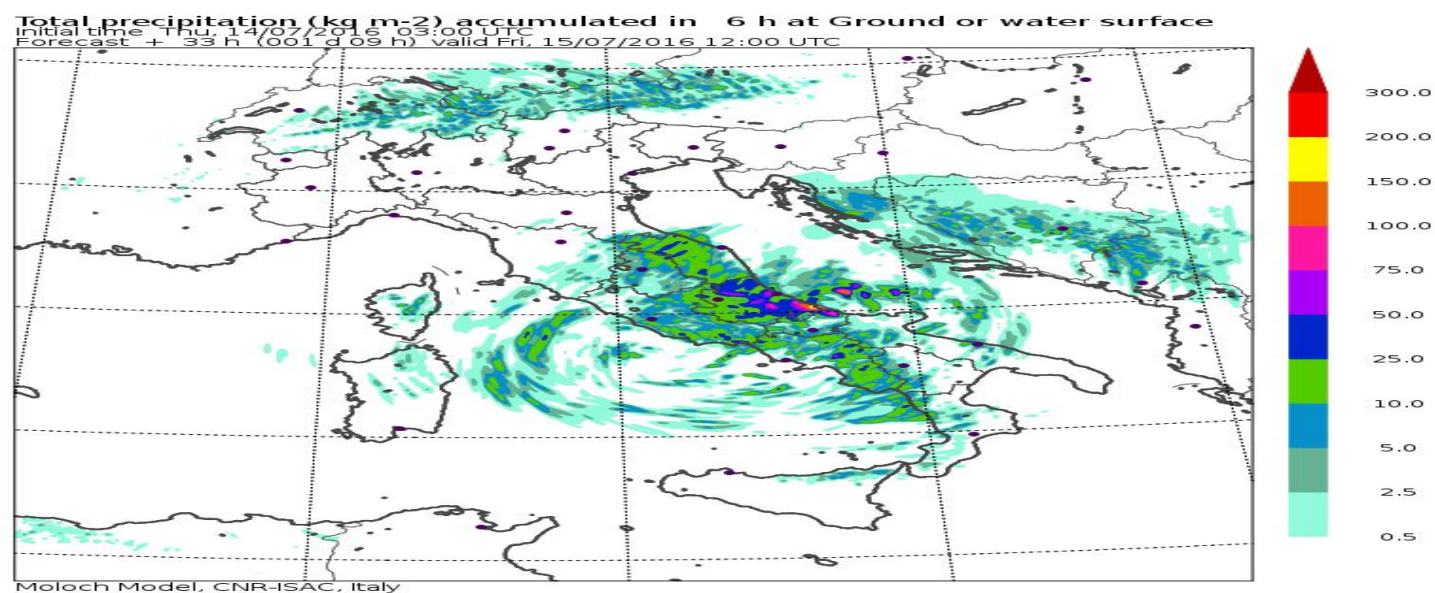 Total precipitation (kg m-2) accumulated in 6 h at Ground or water surface
Initial time Thu, 14/07/2016 03:00 UTC
Forecast + 33 h (001 d 09 h) valid Fri, 15/07/2016 12:00 UTC
300.0
200.0
150.0
100.0
75.0
50.0
25.0
10.0
5.0
2.5
0.5
Moloch Model, CNR-ISAC, Italy